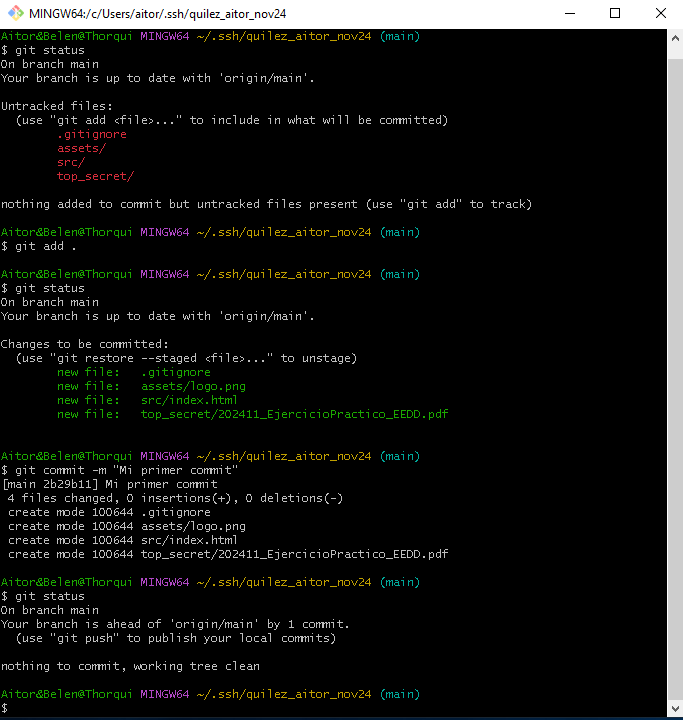 MINGW64:/c/Users/aitor/.ssh/quilez_aitor_nov24
Aitor&Belen@Thorqui MINGW64 ~/.ssh/quilez_aitor_nov24 (main)
$ git status
On branch main
Your branch is up to date with 'origin/main'.
Untracked files:
(use "git add <file>..." to include in what will be committed)
.gitignore
assets/
src/
top_secret/
nothing added to commit but untracked files present (use "git add" to track)
Aitor&Belen@Thorqui MINGW64 ~/.ssh/quilez_aitor_nov24 (main)
$ git add .
Aitor&Belen@Thorqui MINGW64 ~/.ssh/quilez_aitor_nov24 (main)
$ git status
On branch main
Your branch is up to date with 'origin/main'.
Changes to be committed:
(use "git restore --staged <file>..." to unstage)
new file:   .gitignore
new file:   assets/logo.png
new file:   src/index.html
new file:   top_secret/202411_EjercicioPractico_EEDD.pdf
Aitor&Belen@Thorqui MINGW64 ~/.ssh/quilez_aitor_nov24 (main)
$ git commit -m "Mi primer commit"
[main 2b29b11] Mi primer commit
4 files changed, 0 insertions(+), 0 deletions(-)
create mode 100644 .gitignore
create mode 100644 assets/logo.png
create mode 100644 src/index.html
create mode 100644 top_secret/202411_EjercicioPractico_EEDD.pdf
Aitor&Belen@Thorqui MINGW64 ~/.ssh/quilez_aitor_nov24 (main)
$ git status
On branch main
Your branch is ahead of 'origin/main' by 1 commit.
(use "git push" to publish your local commits)
nothing to commit, working tree clean
Aitor&Belen@Thorqui MINGW64 ~/.ssh/quilez_aitor_nov24 (main)
$